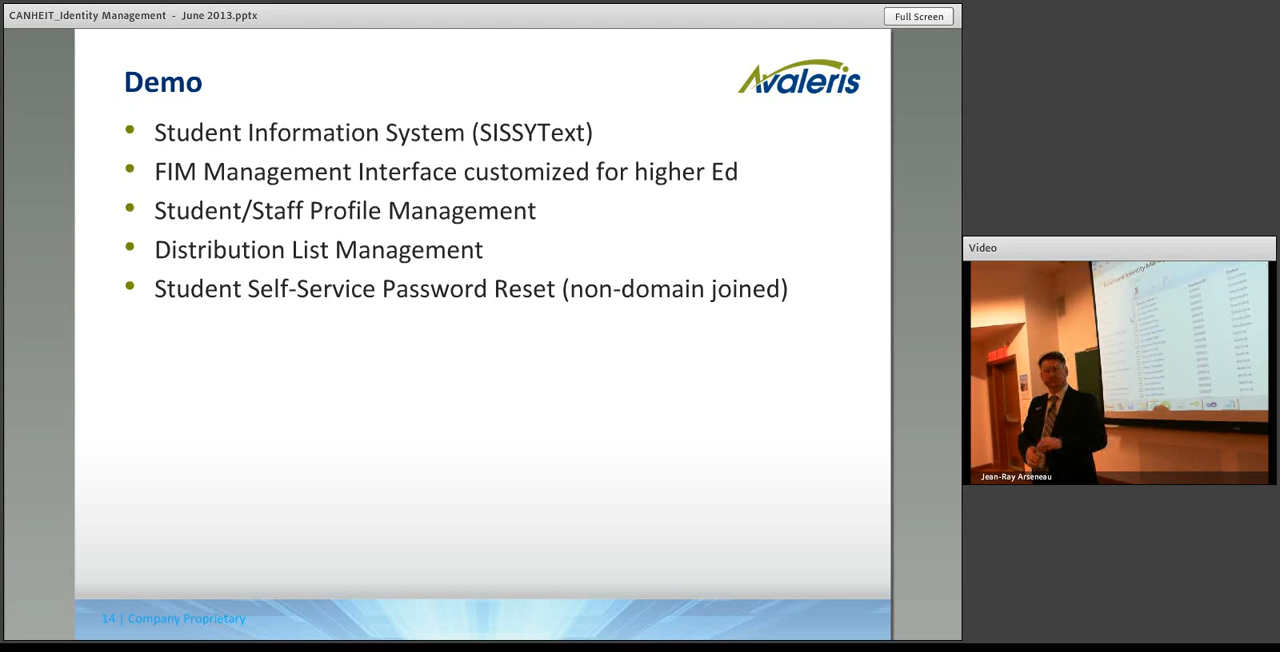 CANHEIT_Identity Management - June 2013.pptx
Full Screen
Demo
Avaleris
Student Information System (SISSYText)
FIM Management Interface customized for higher Ed
Student/Staff Profile Management
Distribution List Management
Student Self-Service Password Reset (non-domain joined)
14 | Company Proprietary
Video
Jean-Ray Arseneau